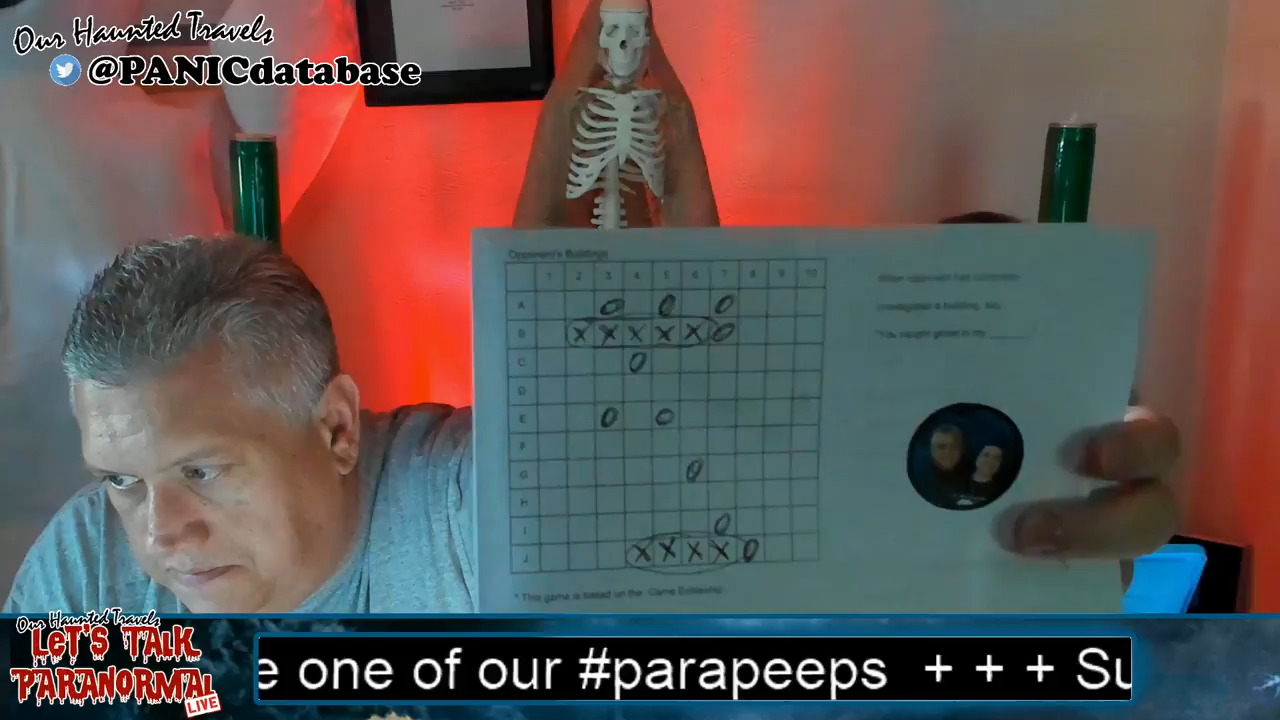 Our Haunted Travels
@PANICdatabase
Opponent's Buildings
1 2 3 4 5 6 7 8 9 10
A O O O
B X X X X X O
C O
D
E O O
F
G O
H
I O
J X X X X O
* This game is based on the Game Battleship
When opponent has
investigated a building, say,
"You caught ghost in my ______
Our Haunted Travels
LET'S TALK
PARANORMAL
LIVE
e one of our #parapeeps + + + Su